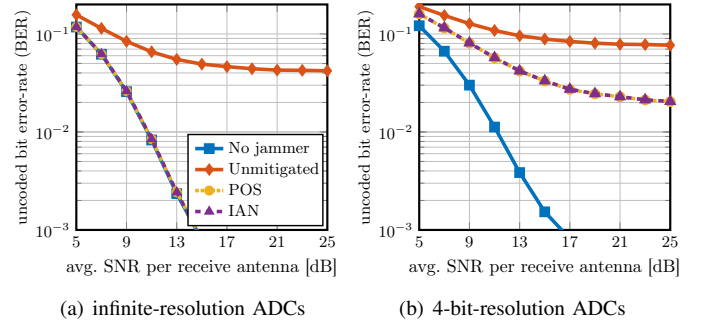 uncoded bit error-rate (BER)
10⁻¹
10⁻²
10⁻³
No jammer
Unmitigated
POS
IAN
5 9 13 17 21 25
avg. SNR per receive antenna [dB]
(a) infinite-resolution ADCs
uncoded bit error-rate (BER)
10⁻¹
10⁻²
10⁻³
5 9 13 17 21 25
avg. SNR per receive antenna [dB]
(b) 4-bit-resolution ADCs